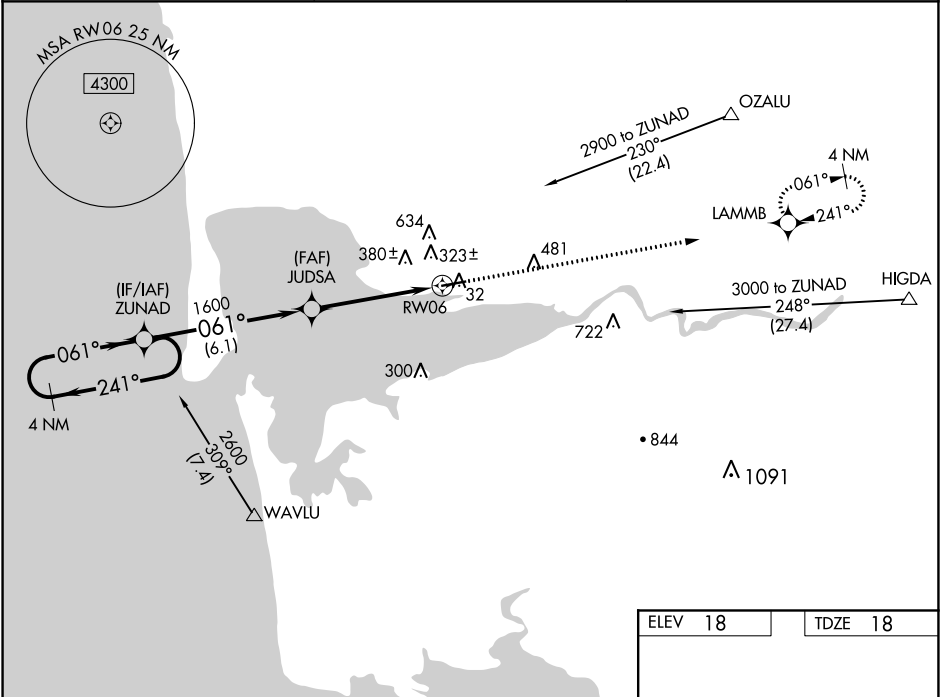 MSA RW06 25 NM
4300
OZALU
2900 to ZUNAD
230°
(22.4)
4 NM
061°
241°
LAMMB
634
380±
323±
481
(FAF)
JUDSA
32
RW06
HIGDA
3000 to ZUNAD
248°
(27.4)
(IF/IAF)
ZUNAD
1600
061°
(6.1)
061°
241°
4 NM
722
300
2600
309°
(7.4)
WAVLU
844
1091
ELEV 18
TDZE 18